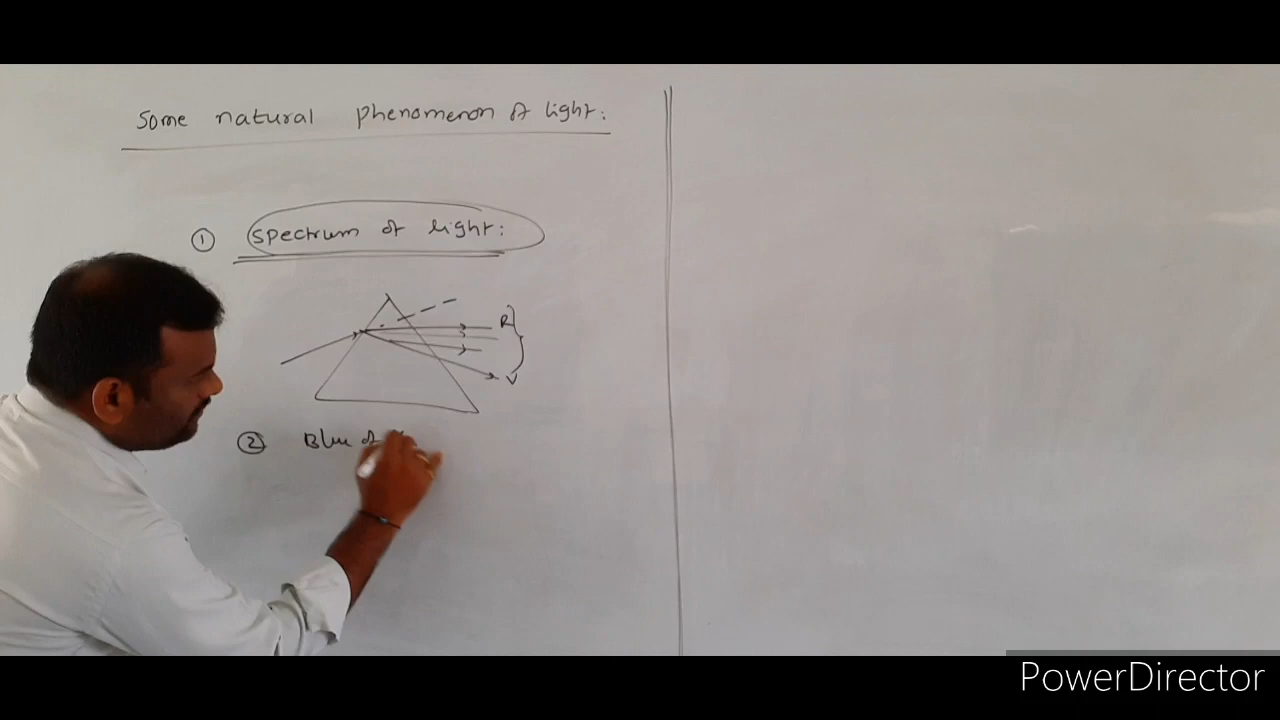 Some natural phenomenon of light:
① Spectrum of light:
R
V
② Blue of
PowerDirector